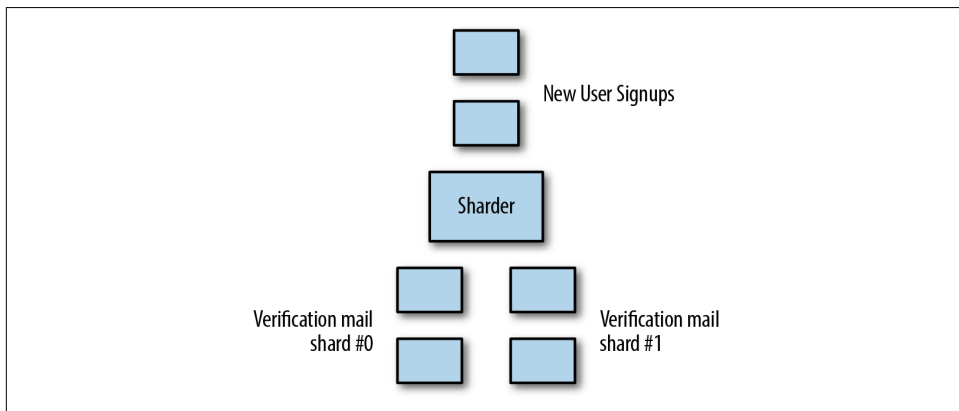 New User Signups
Sharder
Verification mail
shard #0
Verification mail
shard #1